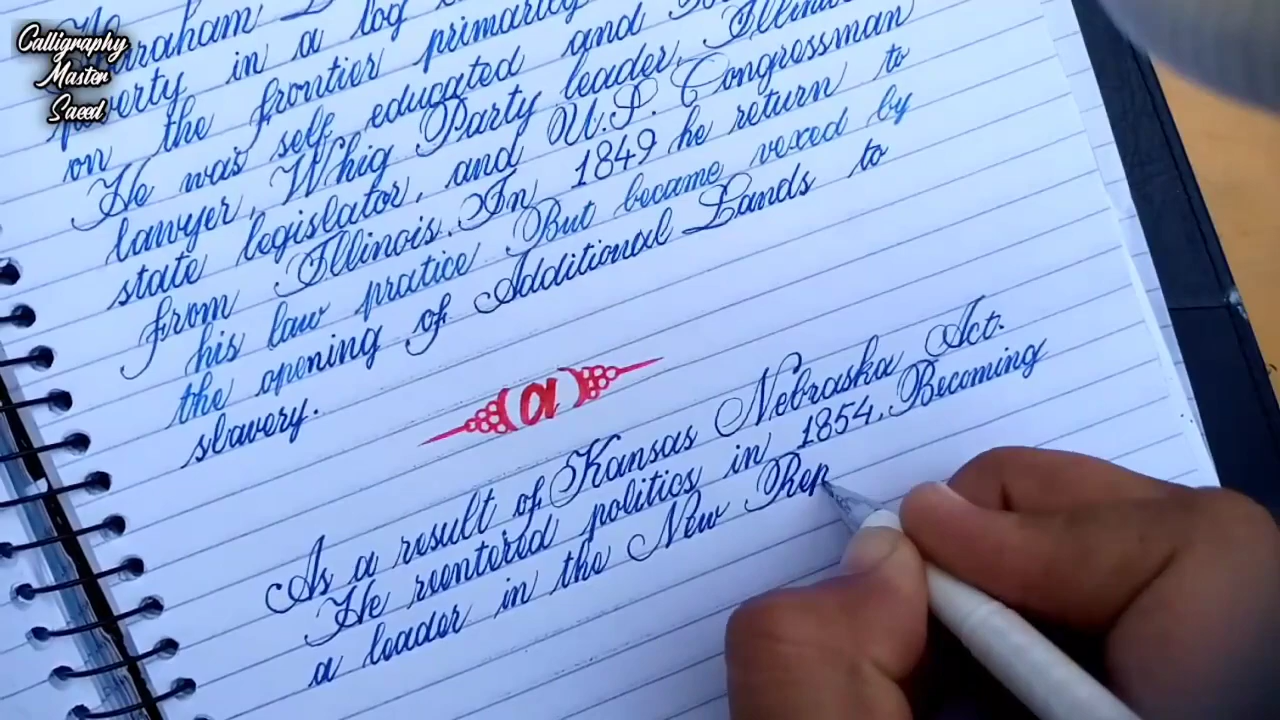 Calligraphy
Master
Saeed
poverty in a log
on the frontier primarily
He was self educated and
lawyer, Whig Party leader, Illinois
state legislator, and U.S. Congressman
from Illinois. In 1849 he return to
his law pratice But became vexed by
the opening of Additional Lands to
slavery.
As a result of Kansas Nebraska Act.
He reentered politics in 1854, Becoming
a leader in the New Rep